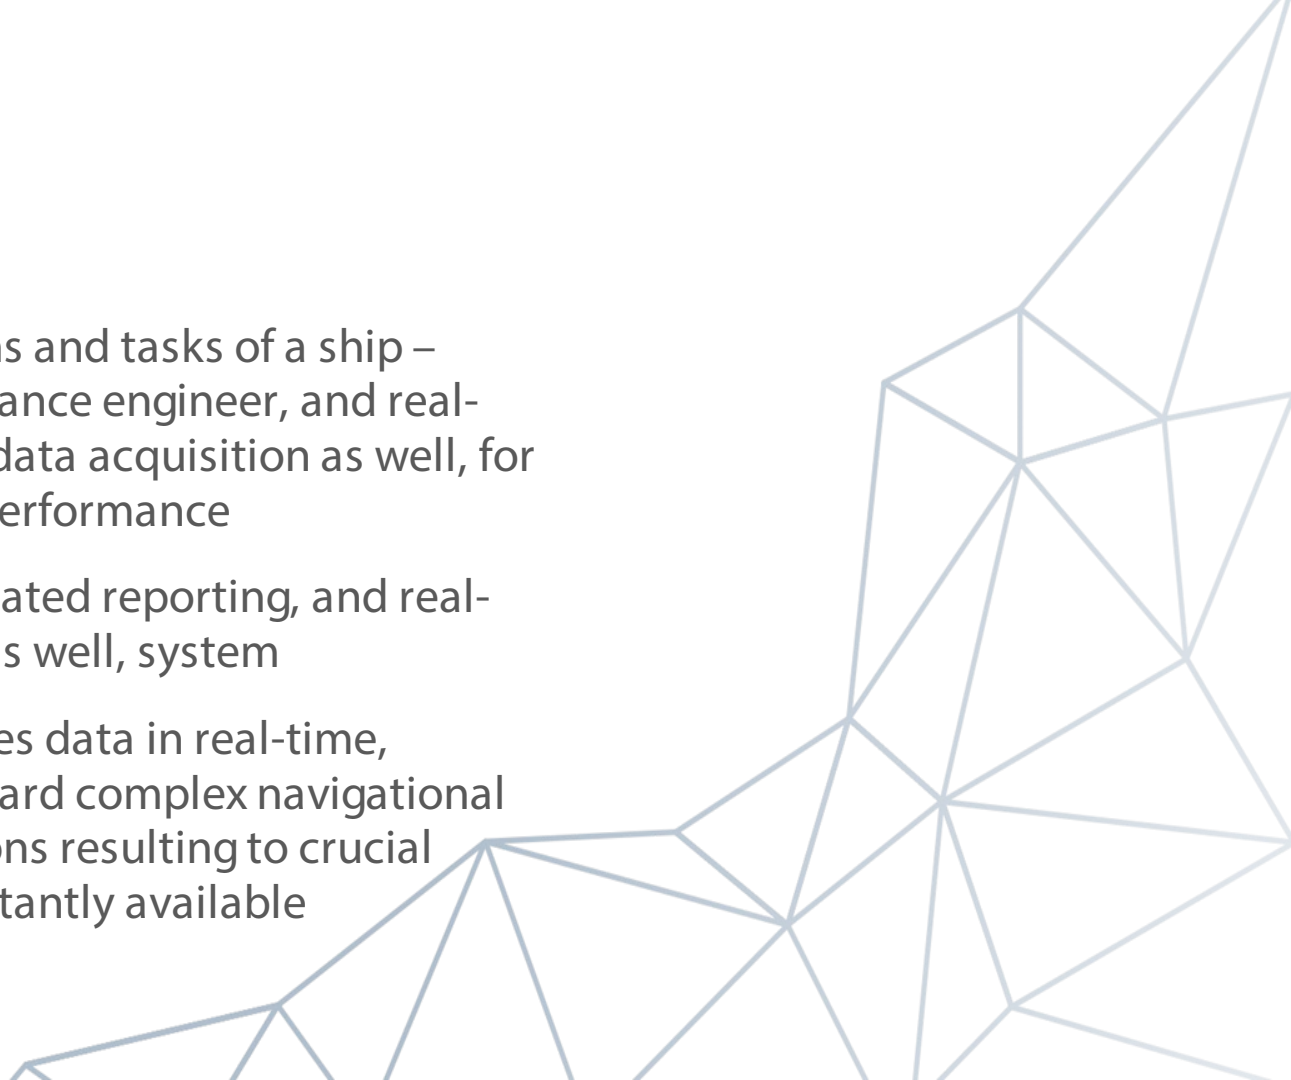 s and tasks of a ship –
ance engineer, and real-
data acquisition as well, for
erformance
ated reporting, and real-
s well, system
es data in real-time,
ard complex navigational
ns resulting to crucial
tantly available